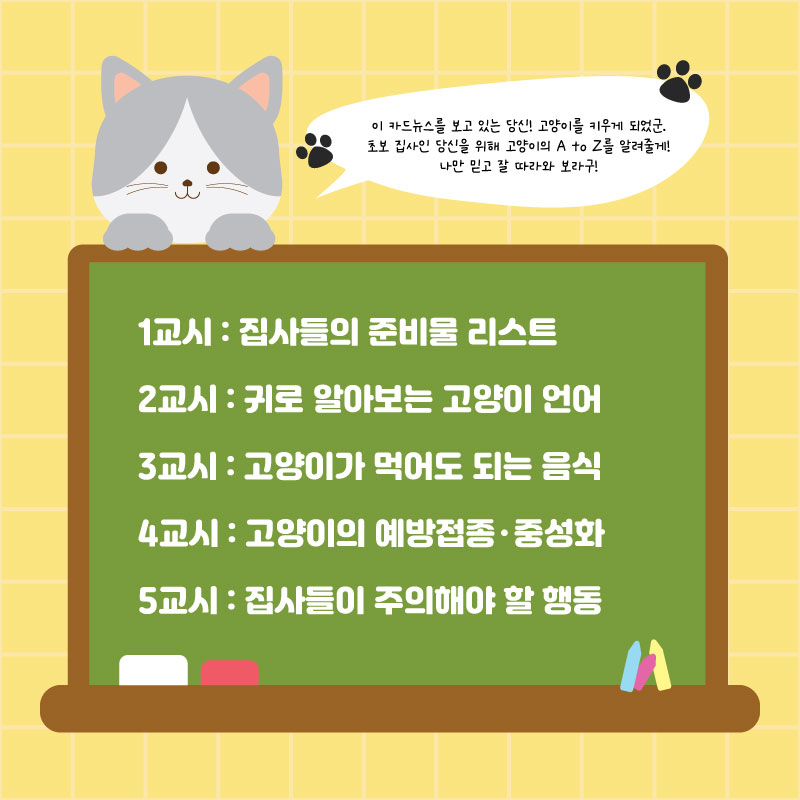 이 카드뉴스를 보고 있는 당신! 고양이를 키우게 되었군.
초보 집사인 당신을 위해 고양이의 A to Z를 알려줄게!
나만 믿고 잘 따라와 보라구!
1교시 : 집사들의 준비물 리스트
2교시 : 귀로 알아보는 고양이 언어
3교시 : 고양이가 먹어도 되는 음식
4교시 : 고양이의 예방접종·중성화
5교시 : 집사들이 주의해야 할 행동